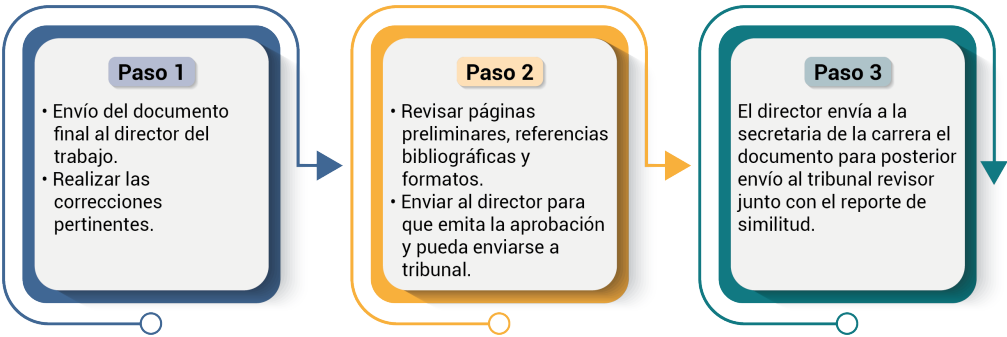 Paso 1
• Envío del documento
final al director del
trabajo.
• Realizar las
correcciones
pertinentes.
Paso 2
• Revisar páginas
preliminares, referencias
bibliográficas y
formatos.
• Enviar al director para
que emita la aprobación
y pueda enviarse a
tribunal.
Paso 3
El director envía a la
secretaria de la carrera el
documento para posterior
envío al tribunal revisor
junto con el reporte de
similitud.